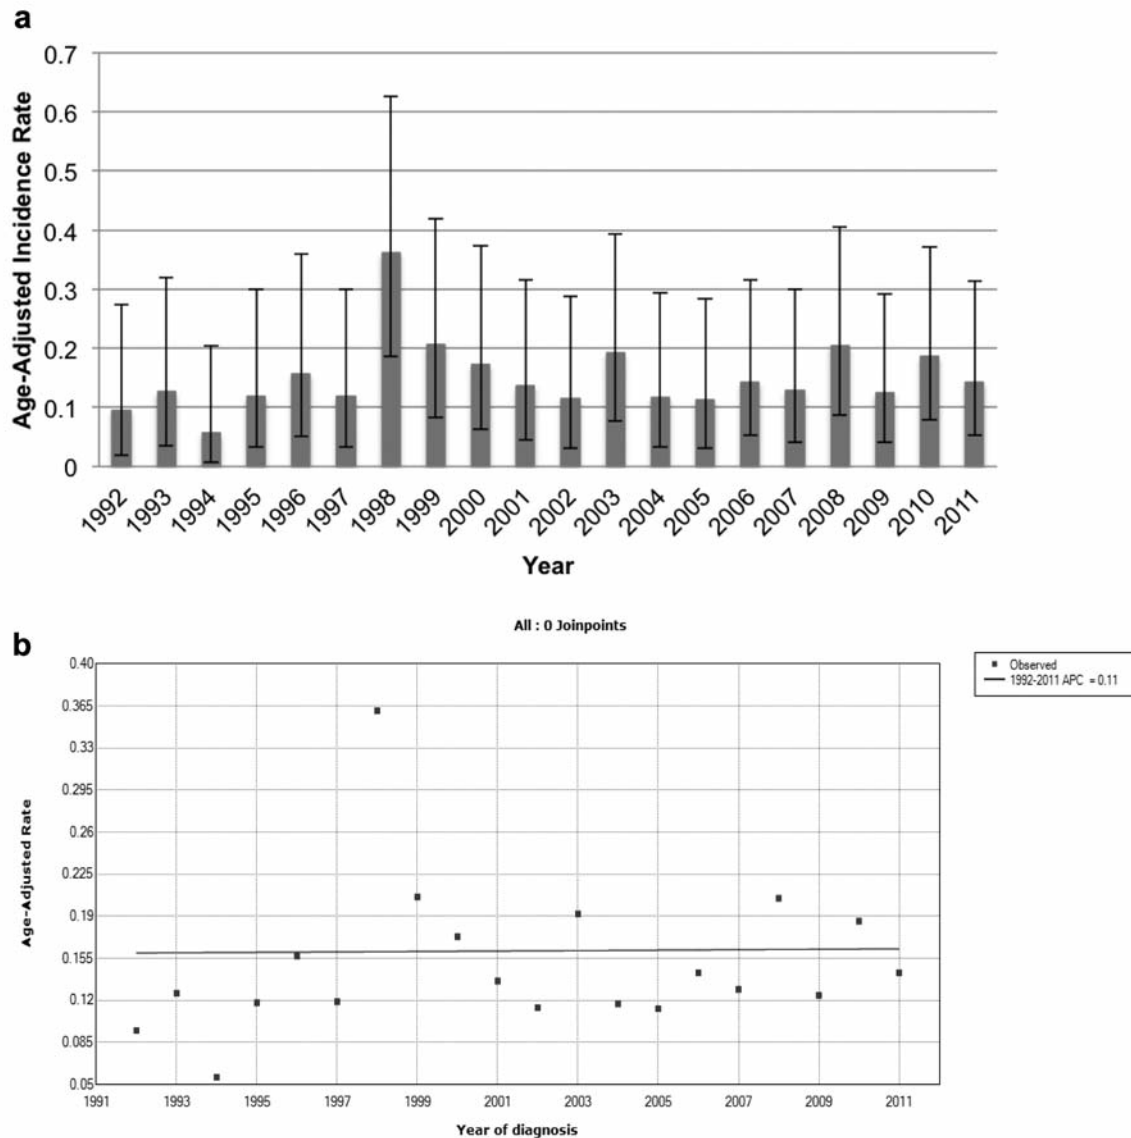 a
0.7
0.6
0.5
0.4
0.3
0.2
0.1
0
Age-Adjusted Incidence Rate
1992 1993 1994 1995 1996 1997 1998 1999 2000 2001 2002 2003 2004 2005 2006 2007 2008 2009 2010 2011
Year
All : 0 Joinpoints
b
0.40
0.365
0.33
0.295
0.26
0.225
0.19
0.155
0.12
0.085
0.05
Age-Adjusted Rate
1991 1993 1995 1997 1999 2001 2003 2005 2007 2009 2011
Year of diagnosis
Observed
1992-2011 APC = 0.11